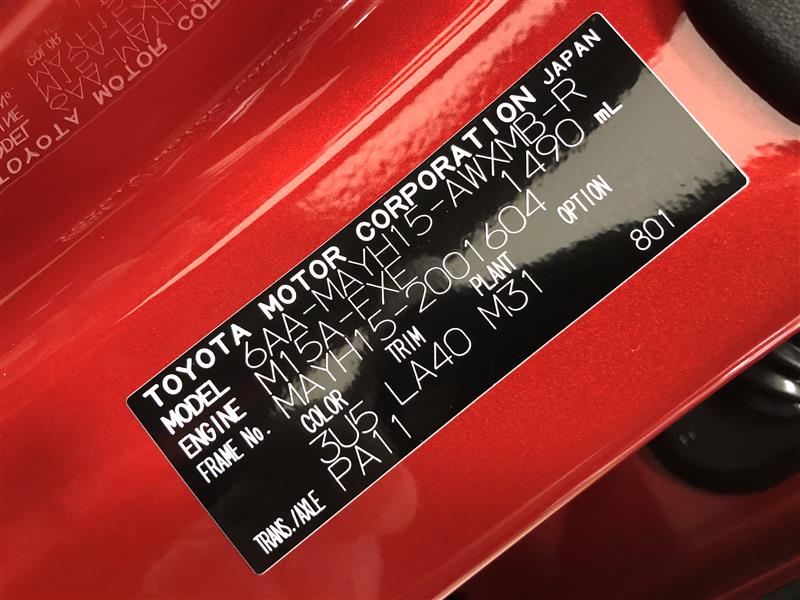 TOYOTA MOTOR CORPORATION JAPAN
MODEL 6AA-MAYH15-AWXMB-R
ENGINE M15A-FXE 1490 mL
FRAME No. MAYH15-2001604
COLOR TRIM PLANT OPTION
3U5 LA40 M31 801
TRANS./AXLE PA11